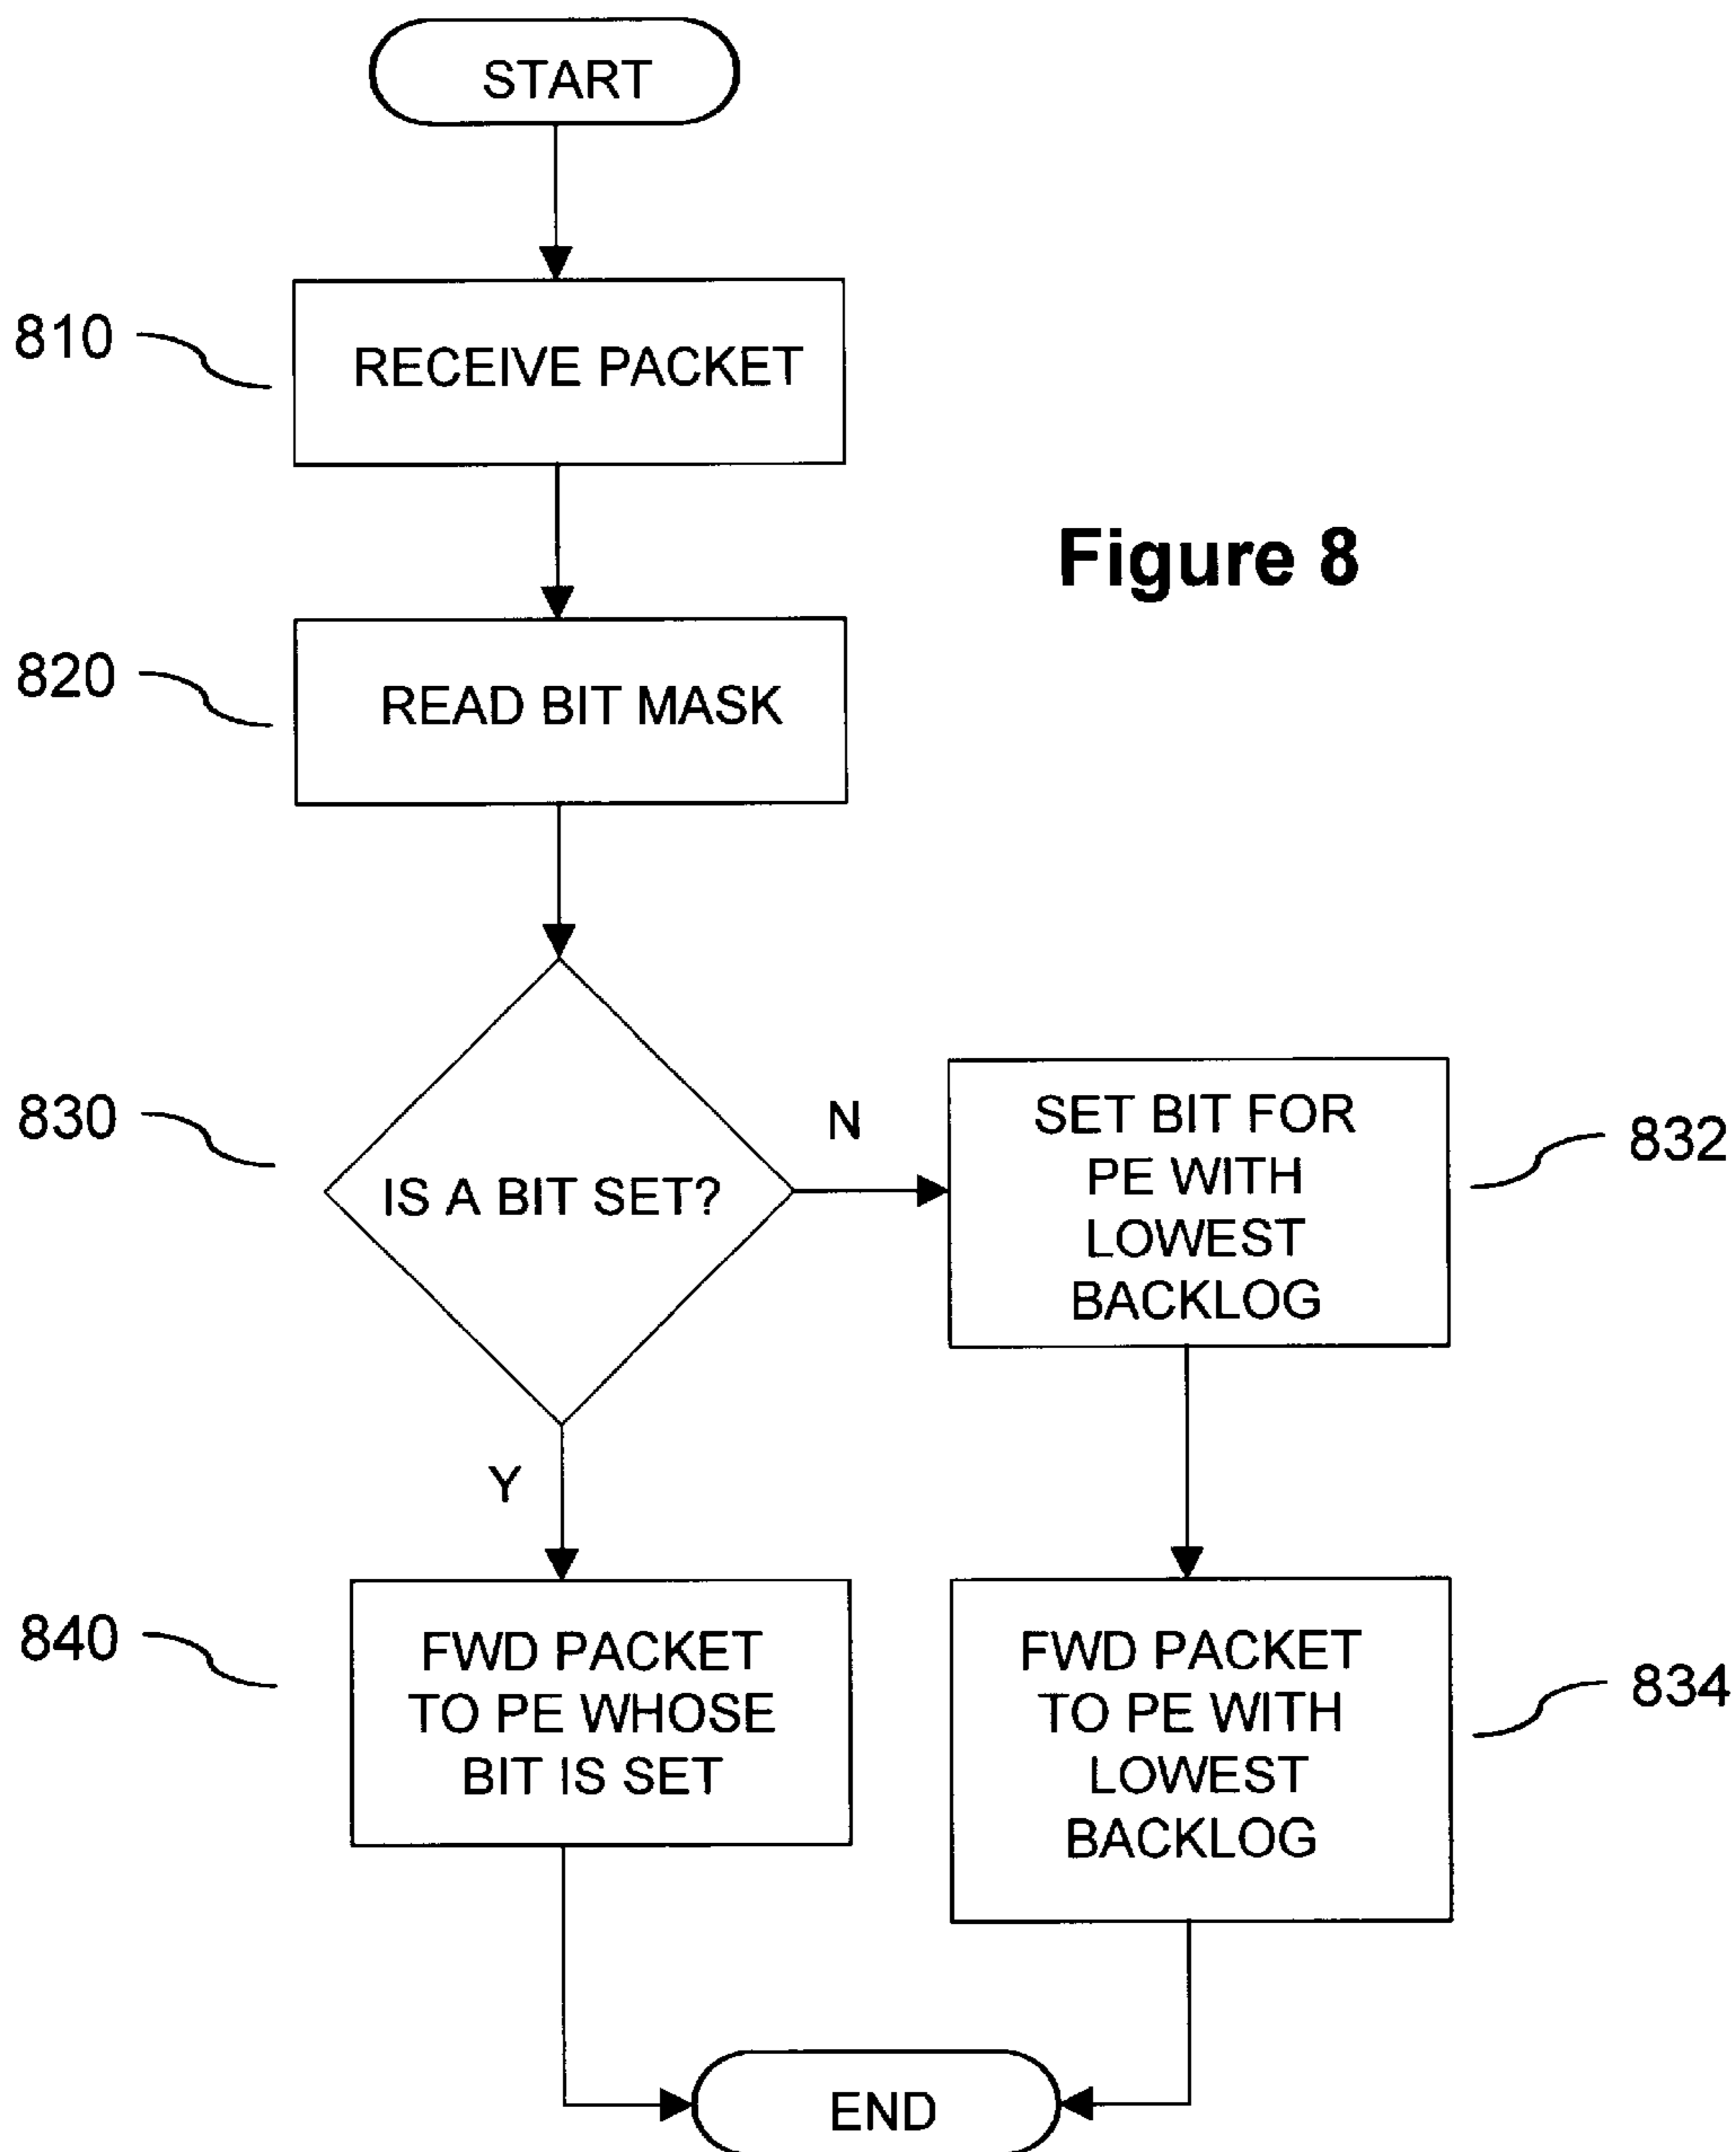 START
810
RECEIVE PACKET
Figure 8
820
READ BIT MASK
830
IS A BIT SET?
N
SET BIT FOR
PE WITH
LOWEST
BACKLOG
832
Y
840
FWD PACKET
TO PE WHOSE
BIT IS SET
FWD PACKET
TO PE WITH
LOWEST
BACKLOG
834
END